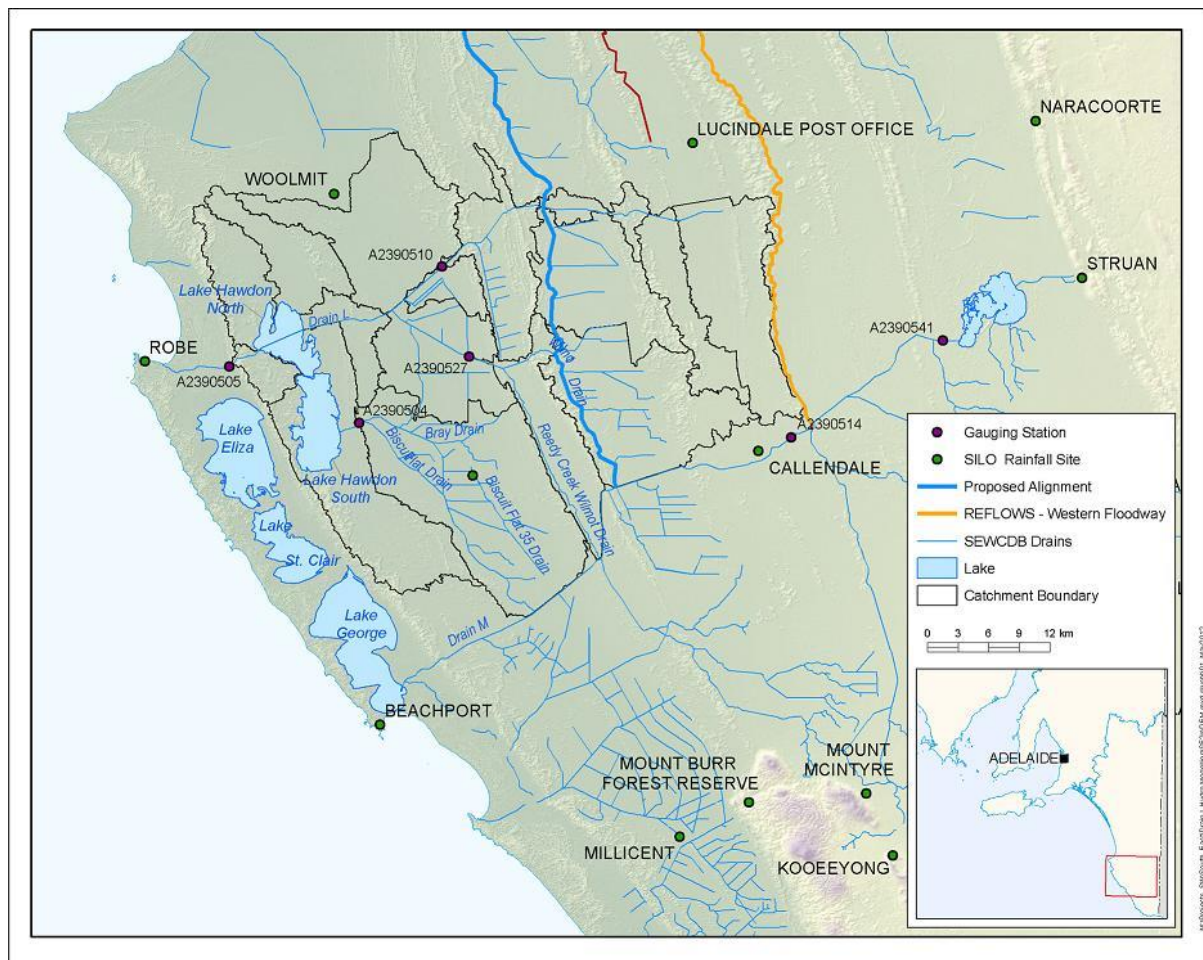 NARACOORTE
LUCINDALE POST OFFICE
WOOLMIT
A2390510
STRUAN
Lake Hawdon
North
Drain L
A2390541
ROBE
A2390505
A2390527
Drain
A2390504
A2390514
Lake
Eliza
Bray Drain
Biscuit Flat Drain
CALLENDALE
Lake Hawdon
South
Reedy Creek Wilmot Drain
Biscuit Flat 35 Drain
Lake
St. Clair
Lake
George
Drain M
BEACHPORT
MOUNT BURR
FOREST RESERVE
MOUNT
MCINTYRE
MILLICENT
KOOEEYONG
Gauging Station
SILO Rainfall Site
Proposed Alignment
REFLOWS - Western Floodway
SEWCDB Drains
Lake
Catchment Boundary
0 3 6 9 12 km
ADELAIDE